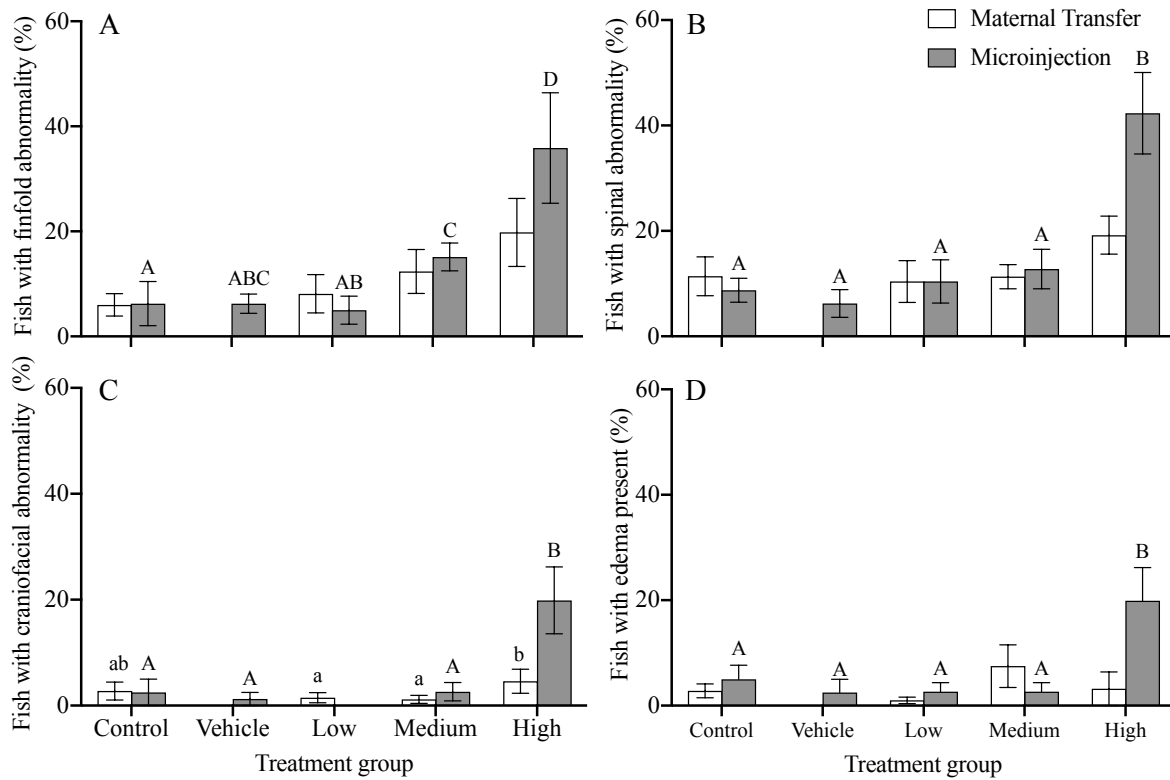 A
Fish with finfold abnormality (%)
60
40
20
0
A
ABC
AB
C
D
B
Maternal Transfer
Microinjection
Fish with spinal abnormality (%)
60
40
20
0
A
A
A
A
B
C
Fish with craniofacial abnormality (%)
60
40
20
0
ab
A
A
a
a
A
b
B
Control
Vehicle
Low
Medium
High
Treatment group
D
Fish with edema present (%)
60
40
20
0
A
A
A
A
B
Control
Vehicle
Low
Medium
High
Treatment group